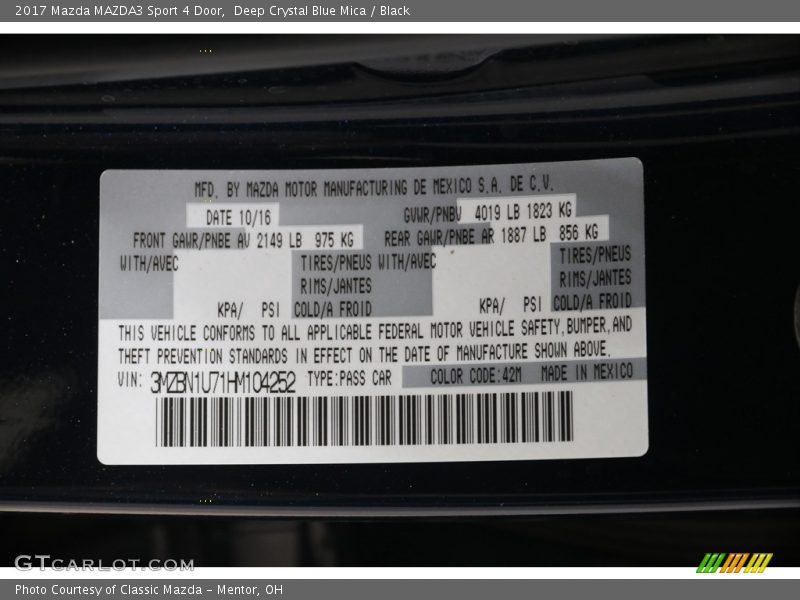 2017 Mazda MAZDA3 Sport 4 Door,  Deep Crystal Blue Mica / Black
MFD. BY MAZDA MOTOR MANUFACTURING DE MEXICO S.A. DE C.V.
DATE 10/16 GVWR/PNBV 4019 LB 1823 KG
FRONT GAWR/PNBE AV 2149 LB 975 KG REAR GAWR/PNBE AR 1887 LB 856 KG
WITH/AVEC TIRES/PNEUS WITH/AVEC TIRES/PNEUS
RIMS/JANTES RIMS/JANTES
KPA/ PSI COLD/A FROID KPA/ PSI COLD/A FROID
THIS VEHICLE CONFORMS TO ALL APPLICABLE FEDERAL MOTOR VEHICLE SAFETY,BUMPER,AND
THEFT PREVENTION STANDARDS IN EFFECT ON THE DATE OF MANUFACTURE SHOWN ABOVE.
VIN: 3MZBN1U71HM104252 TYPE:PASS CAR COLOR CODE:42M MADE IN MEXICO
GTCARLOT.COM
Photo Courtesy of Classic Mazda - Mentor, OH